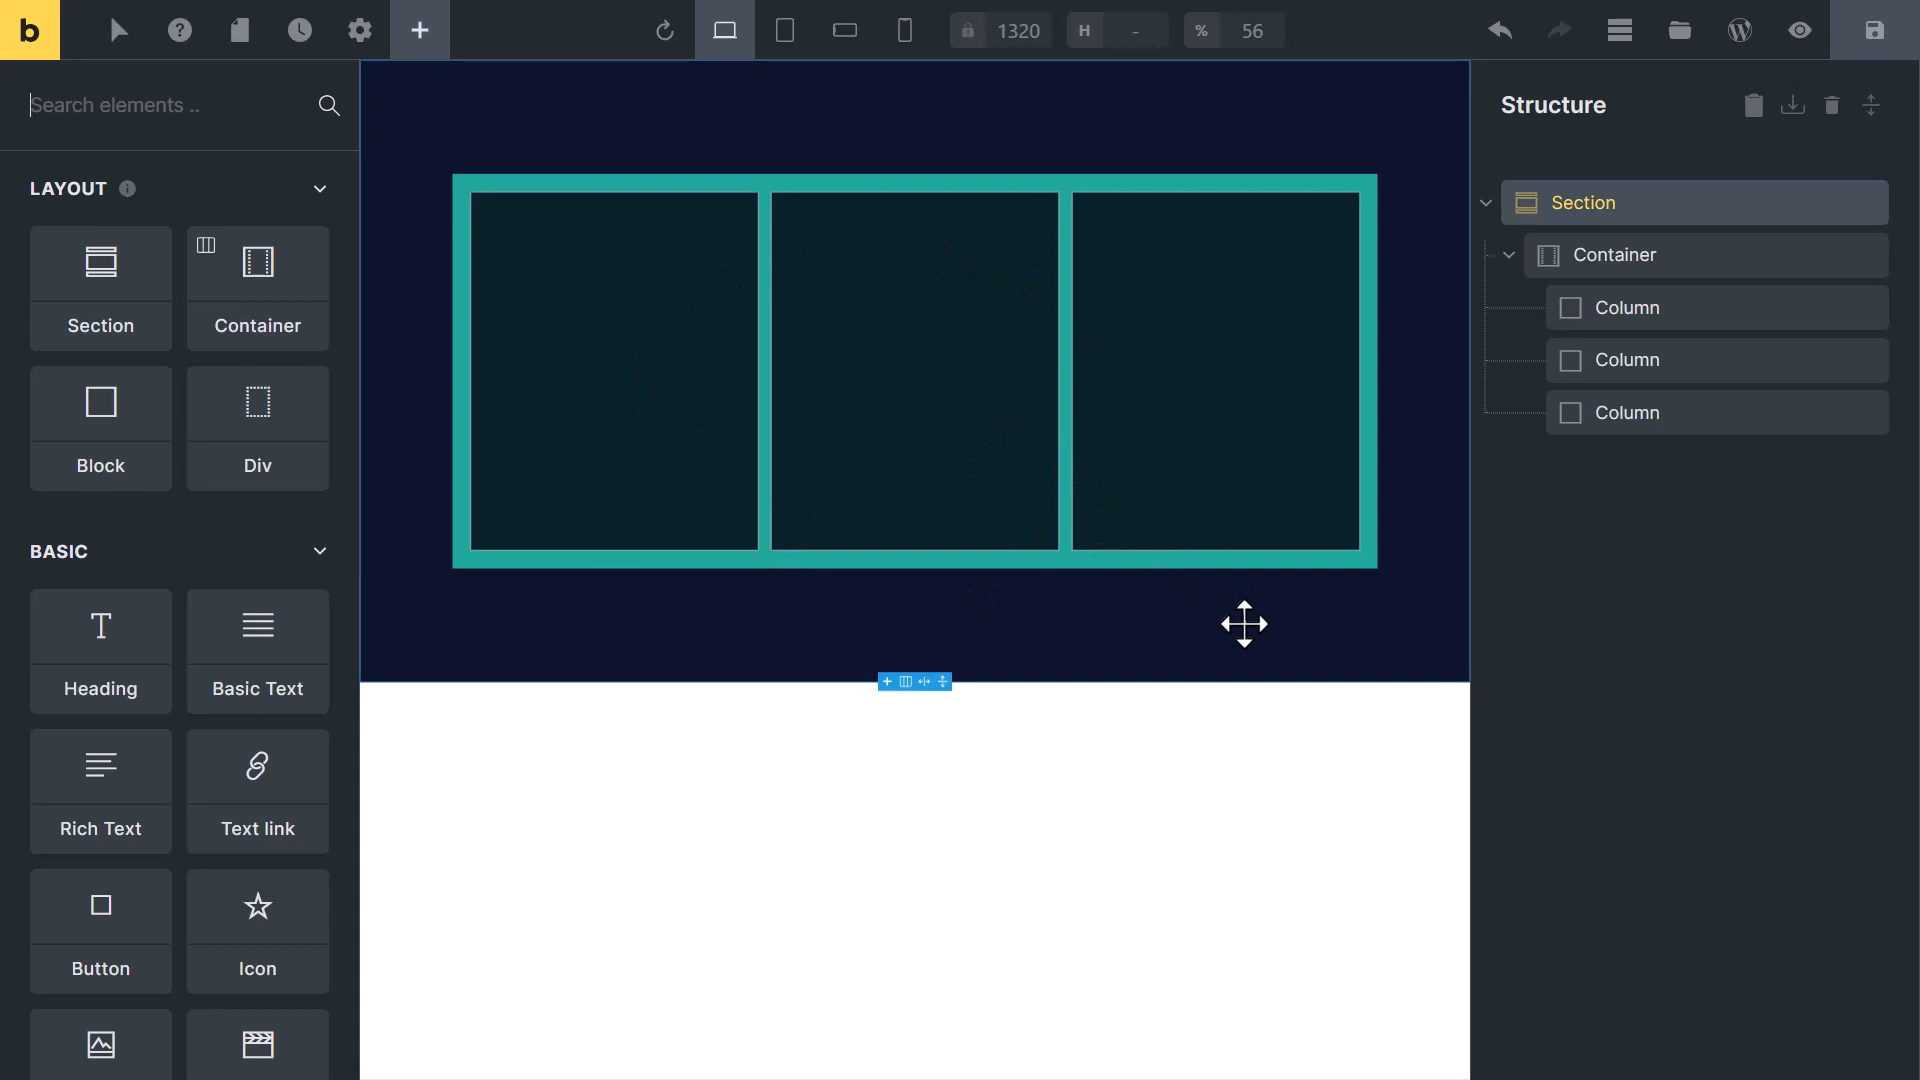 b
1320
H
-
%
56
Search elements ..
LAYOUT
Section
Container
Block
Div
BASIC
Heading
Basic Text
Rich Text
Text link
Button
Icon
Structure
Section
Container
Column
Column
Column